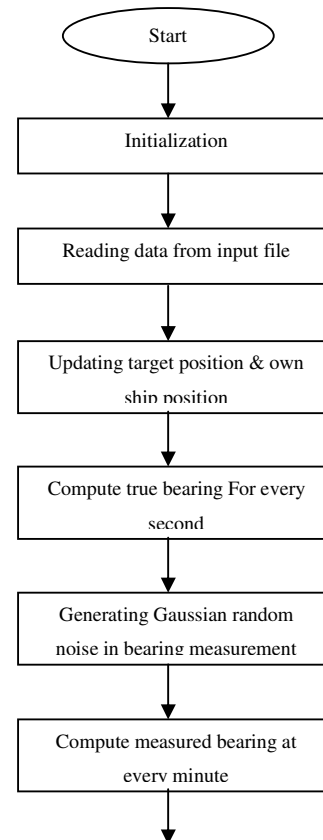 Start
Initialization
Reading data from input file
Updating target position & own
ship position
Compute true bearing For every
second
Generating Gaussian random
noise in bearing measurement
Compute measured bearing at
every minute